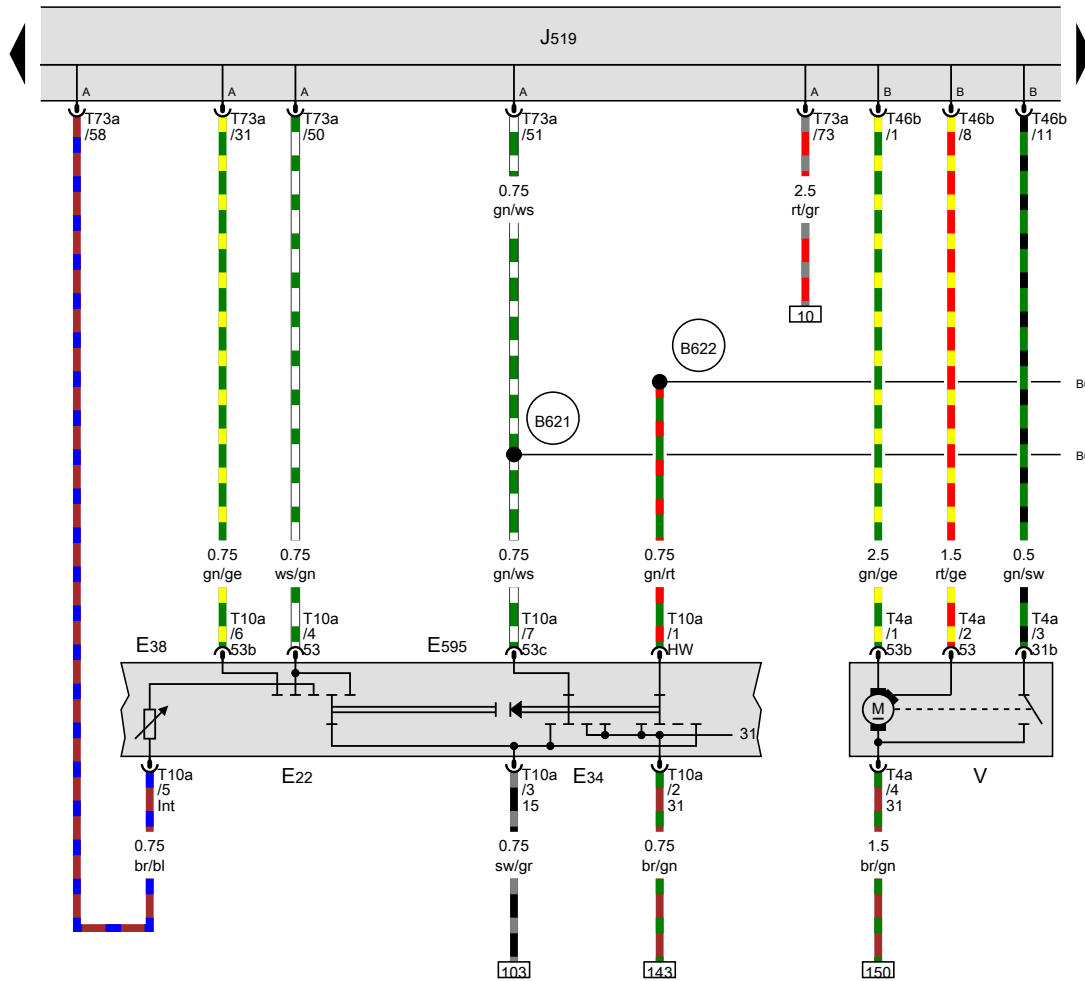 J519
A A A A A B B B
T73a T73a T73a T73a T73a T46b T46b T46b
/58 /31 /50 /51 /73 /1 /8 /11
0.75 2.5
gn/ws rt/gr
10
B622
B621
0.75 0.75 0.75 0.75 2.5 1.5 0.5
gn/ge ws/gn gn/ws gn/rt gn/ge rt/ge gn/sw
T10a T10a T10a T10a T4a T4a T4a
/6 /4 /7 /1 /1 /2 /3
E38 53b 53 E595 53c HW 53b 53 31b
M
31
E22 E34 V
T10a T10a T10a T4a
/5 /3 /2 /4
Int 15 31 31
0.75 0.75 0.75 1.5
br/bl sw/gr br/gn br/gn
103 143 150